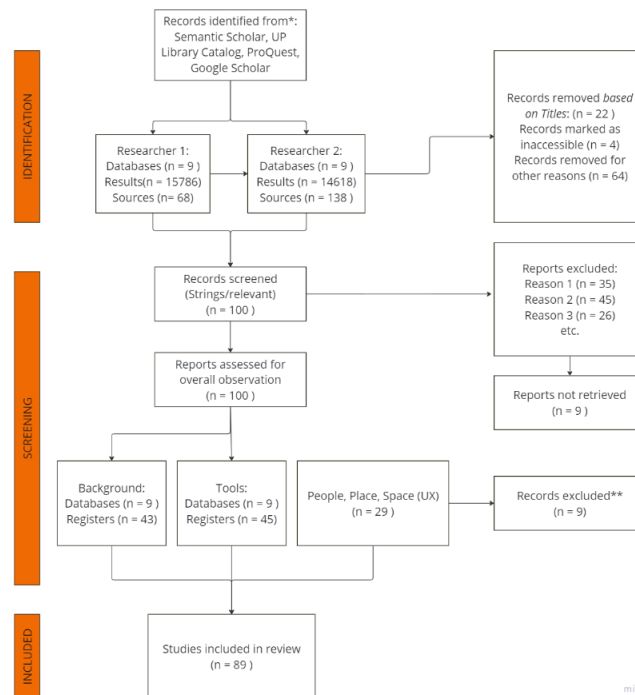 Records identified from*:
Semantic Scholar, UP
Library Catalog, ProQuest,
Google Scholar
IDENTIFICATION
Researcher 1:
Databases (n = 9 )
Results(n = 15786)
Sources (n= 68)
Researcher 2:
Databases (n = 9 )
Results (n = 14618)
Sources (n = 138 )
Records removed based
on Titles: (n = 22 )
Records marked as
inaccessible (n = 4)
Records removed for
other reasons (n = 64)
SCREENING
Records screened
(Strings/relevant)
(n = 100 )
Reports excluded:
Reason 1 (n = 35)
Reason 2 (n = 45)
Reason 3 (n = 26)
etc.
Reports assessed for
overall observation
(n = 100 )
Reports not retrieved
(n = 9 )
Background:
Databases (n = 9 )
Registers (n = 43)
Tools:
Databases (n = 9 )
Registers (n = 45)
People, Place, Space (UX)
(n = 29 )
Records excluded**
(n = 9)
INCLUDED
Studies included in review
(n = 89 )
mi